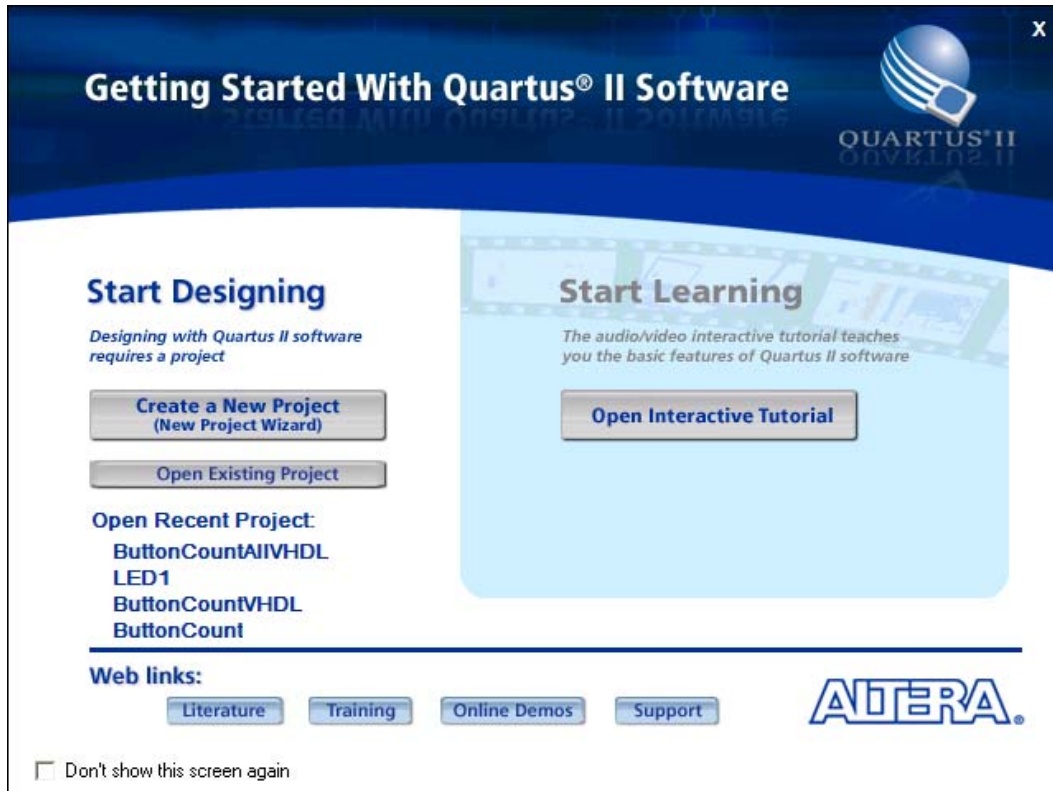 X
Getting Started With Quartus® II Software
QUARTUS® II
Start Designing
Designing with Quartus II software
requires a project
Create a New Project
(New Project Wizard)
Open Existing Project
Open Recent Project:
ButtonCountAllVHDL
LED1
ButtonCountVHDL
ButtonCount
Start Learning
The audio/video interactive tutorial teaches
you the basic features of Quartus II software
Open Interactive Tutorial
Web links:
Literature
Training
Online Demos
Support
ALTERA®
Don't show this screen again